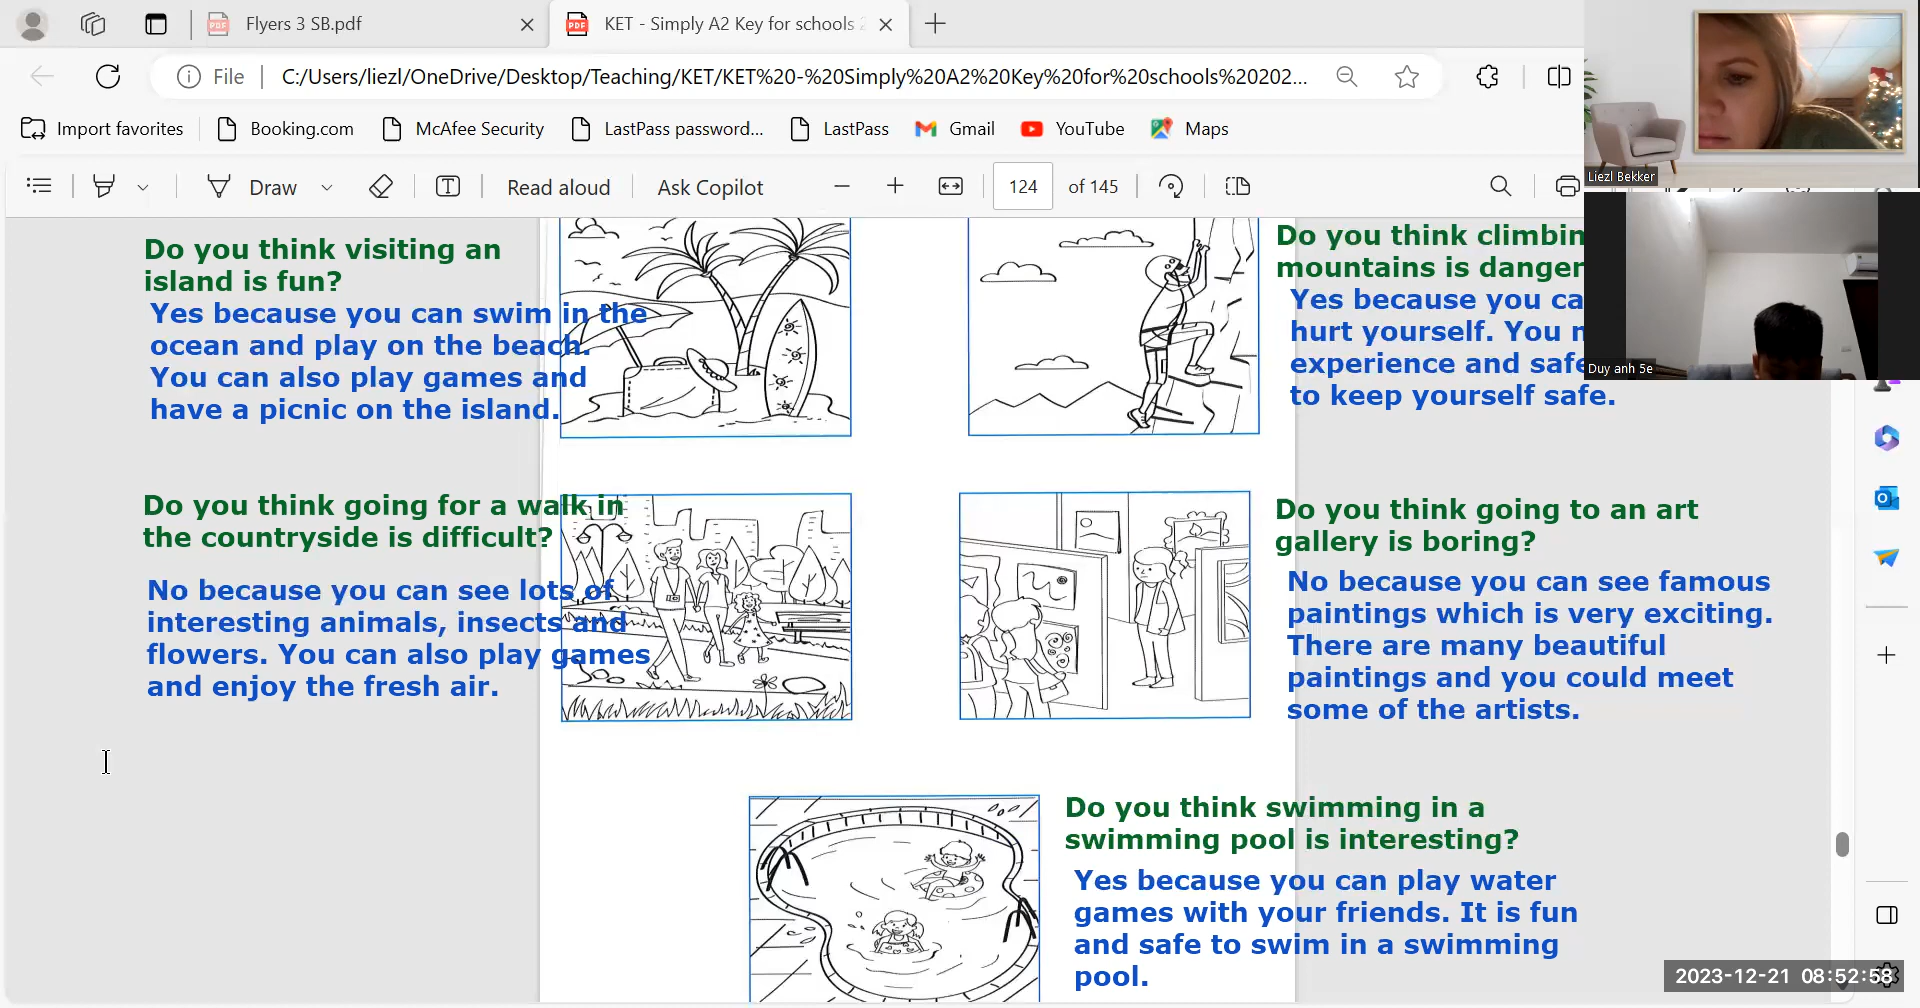 Flyers 3 SB.pdf
KET - Simply A2 Key for schools 2
File
C:/Users/liezl/OneDrive/Desktop/Teaching/KET/KET%20-%20Simply%20A2%20Key%20for%20schools%20202...
Import favorites
Booking.com
McAfee Security
LastPass password...
LastPass
Gmail
YouTube
Maps
Draw
Read aloud
Ask Copilot
124
of 145
Liezl Bekker
Duy anh 5e
Do you think visiting an
island is fun?
Yes because you can swim in the
ocean and play on the beach.
You can also play games and
have a picnic on the island.
Do you think climbin
mountains is danger
Yes because you ca
hurt yourself. You
experience and safe
to keep yourself safe.
Do you think going for a walk in
the countryside is difficult?
No because you can see lots of
interesting animals, insects and
flowers. You can also play games
and enjoy the fresh air.
Do you think going to an art
gallery is boring?
No because you can see famous
paintings which is very exciting.
There are many beautiful
paintings and you could meet
some of the artists.
Do you think swimming in a
swimming pool is interesting?
Yes because you can play water
games with your friends. It is fun
and safe to swim in a swimming
pool.
2023-12-21 08:52:58